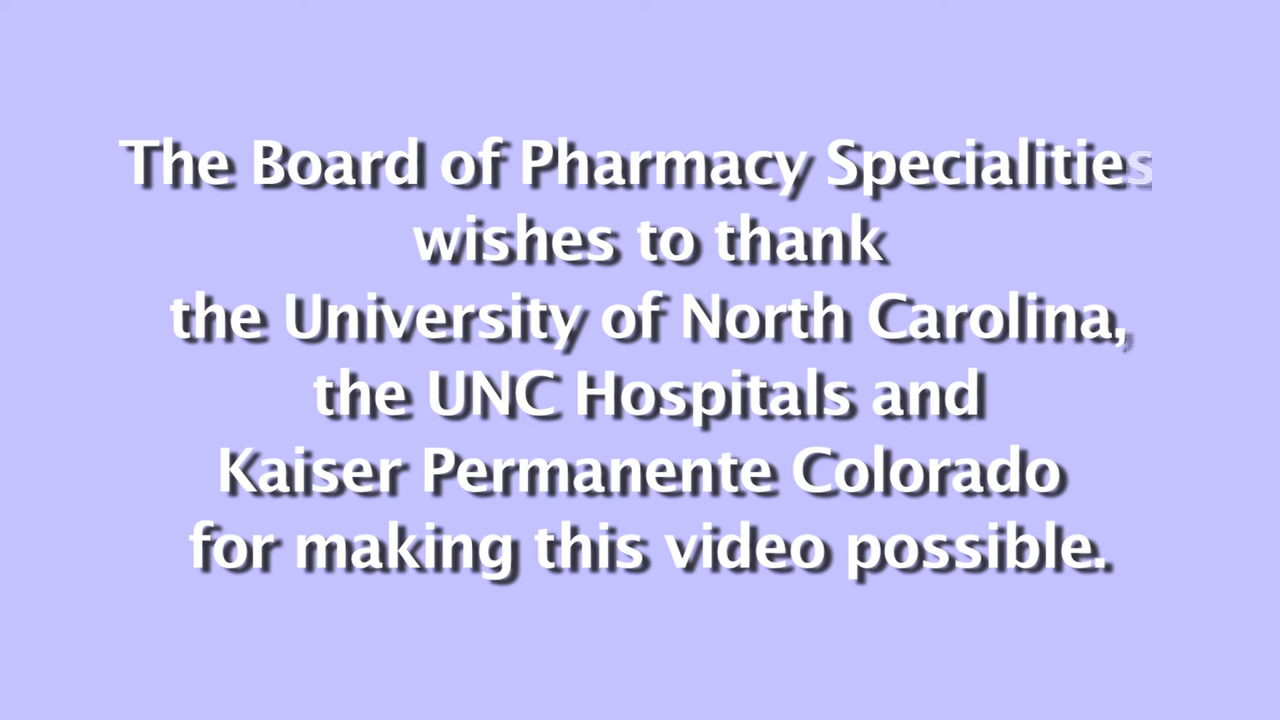 The Board of Pharmacy Specialities
wishes to thank
the University of North Carolina,
the UNC Hospitals and
Kaiser Permanente Colorado
for making this video possible.